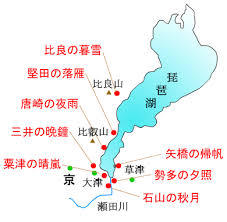 比良の暮雪
堅田の落雁
比良山
琵琶湖
唐崎の夜雨
比叡山
三井の晩鐘
矢橋の帰帆
粟津の晴嵐
草津
京
大津
勢多の夕照
石山の秋月
瀬田川